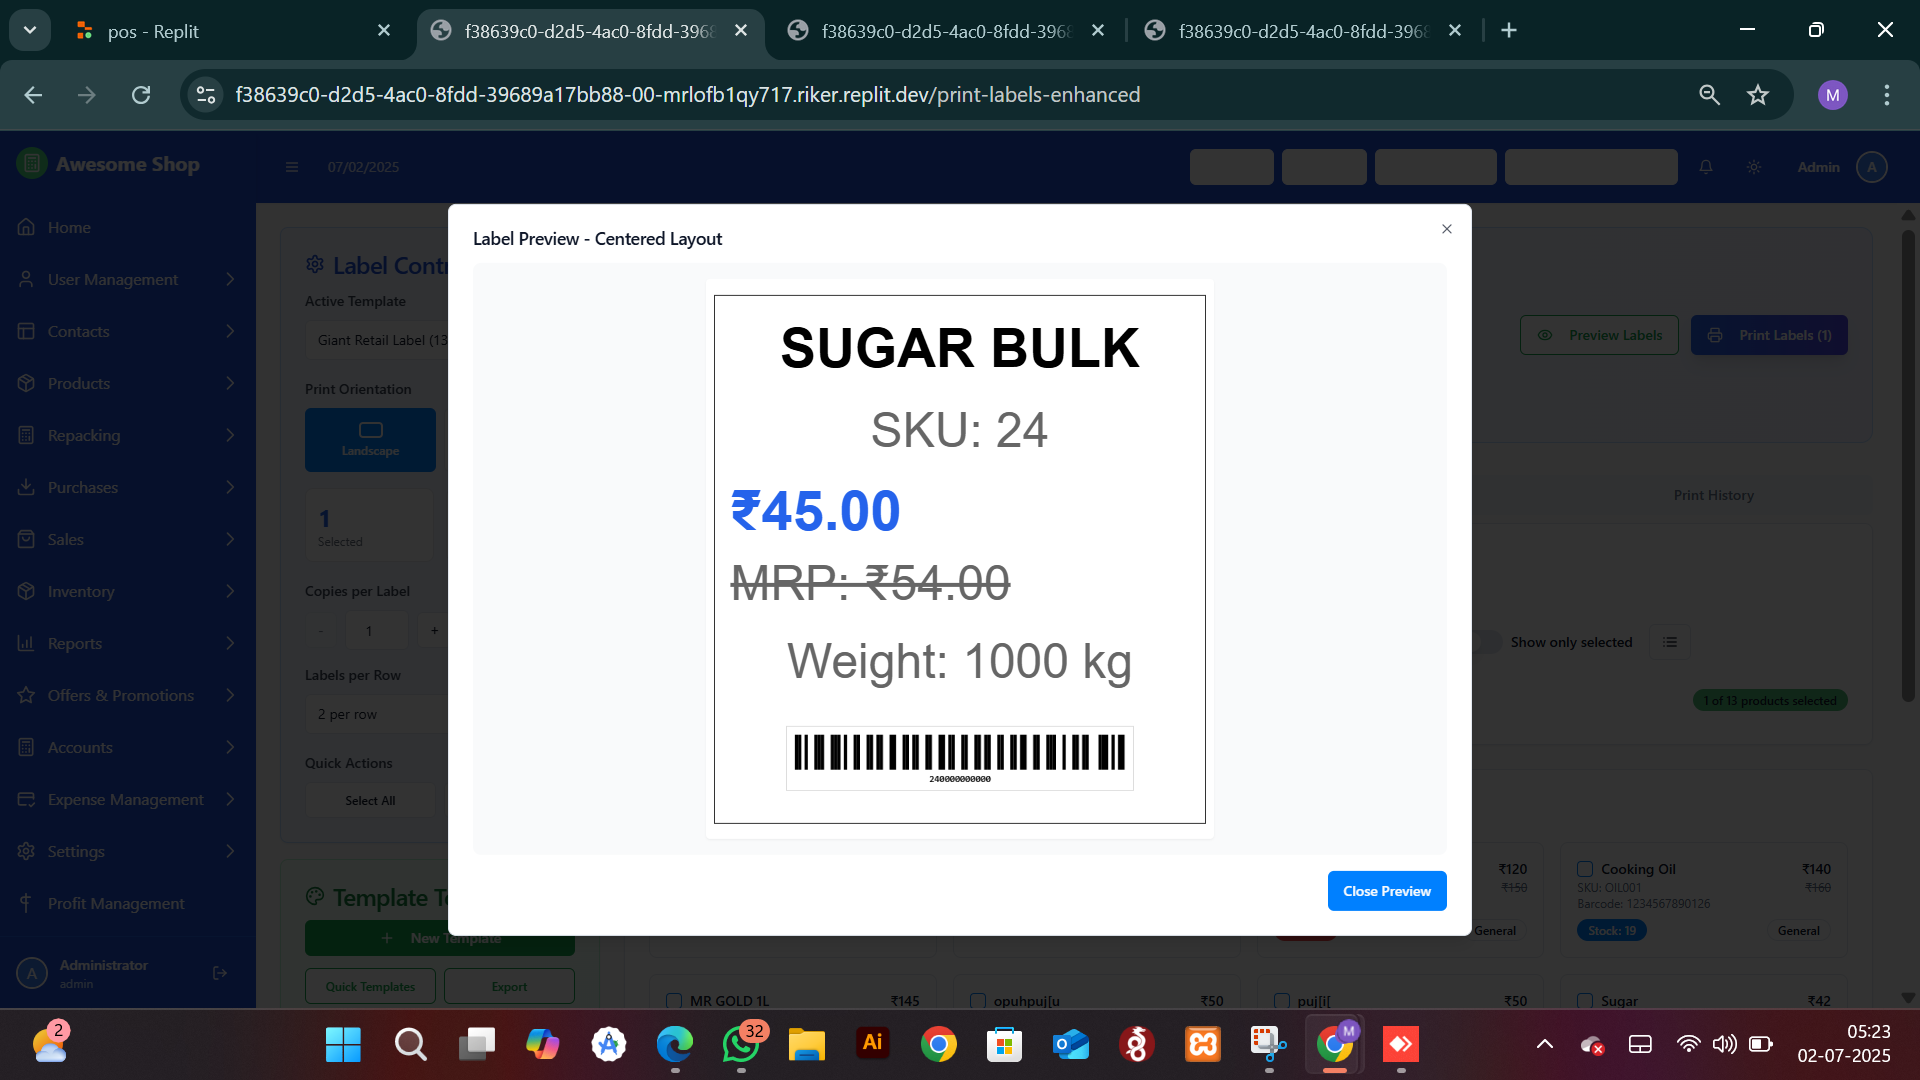 pos - Replit
f38639c0-d2d5-4ac0-8fdd-3968
f38639c0-d2d5-4ac0-8fdd-3968
f38639c0-d2d5-4ac0-8fdd-3968
f38639c0-d2d5-4ac0-8fdd-39689a17bb88-00-mrlofb1qy717.riker.replit.dev/print-labels-enhanced
M
Awesome Shop
07/02/2025
Admin
A
Home
User Management
Contacts
Products
Repacking
Purchases
Sales
Inventory
Reports
Offers & Promotions
Accounts
Expense Management
Settings
Profit Management
A
Administrator
admin
Label Contr
Active Template
Giant Retail Label (13
Print Orientation
Landscape
1
Selected
Copies per Label
- 1 +
Labels per Row
2 per row
Quick Actions
Select All
Template Te
+ New Template
Quick Templates
Export
Label Preview - Centered Layout
SUGAR BULK
SKU: 24
₹45.00
MRP: ₹54.00
Weight: 1000 kg
240000000000
Close Preview
Preview Labels
Print Labels (1)
Print History
Show only selected
1 of 13 products selected
₹120
₹150
General
Cooking Oil
₹140
SKU: OIL001
₹160
Barcode: 1234567890126
Stock: 19
General
MR GOLD 1L
₹145
opuhpuj[u
₹50
puj[i[
₹50
Sugar
₹42
2
32
Ai
M
05:23
02-07-2025